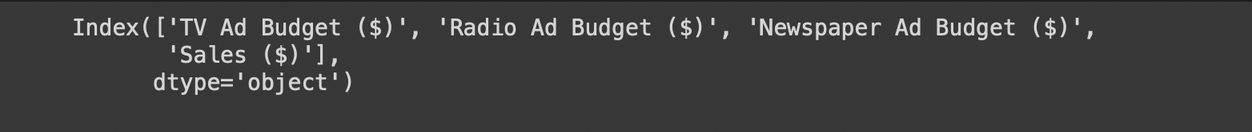 Index(['TV Ad Budget ($)', 'Radio Ad Budget ($)', 'Newspaper Ad Budget ($)',
'Sales ($)'],
dtype='object')